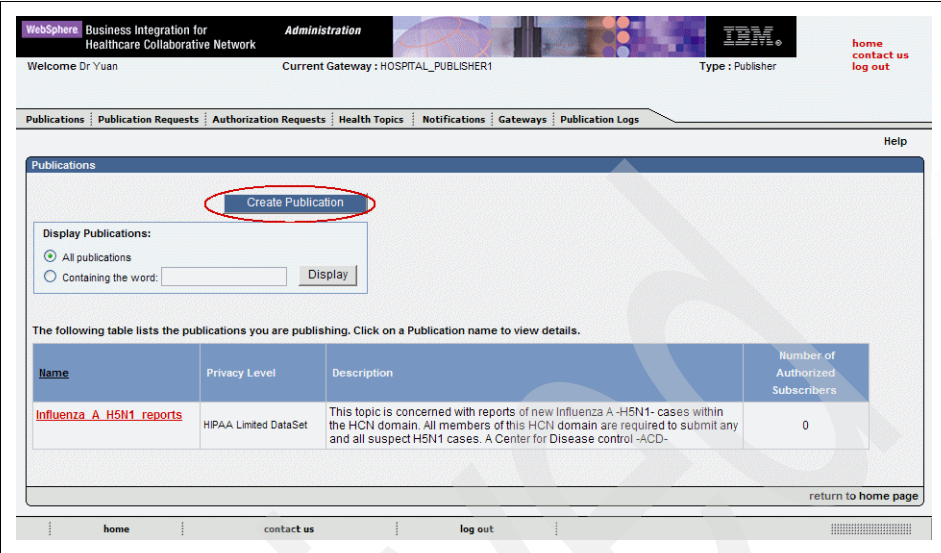 WebSphere Business Integration for Administration IBM
Healthcare Collaborative Network
home
contact us
log out
Welcome Dr Yuan Current Gateway : HOSPITAL_PUBLISHER1 Type : Publisher
Publications Publication Requests Authorization Requests Health Topics Notifications Gateways Publication Logs
Help
Publications
Create Publication
Display Publications:
All publications
Containing the word: Display
The following table lists the publications you are publishing. Click on a Publication name to view details.
Name Privacy Level Description Number of
Authorized
Subscribers
Influenza A H5N1 reports HIPAA Limited DataSet This topic is concerned with reports of new Influenza A -H5N1- cases within
the HCN domain. All members of this HCN domain are required to submit any
and all suspect H5N1 cases. A Center for Disease control -ACD- 0
return to home page
home contact us log out